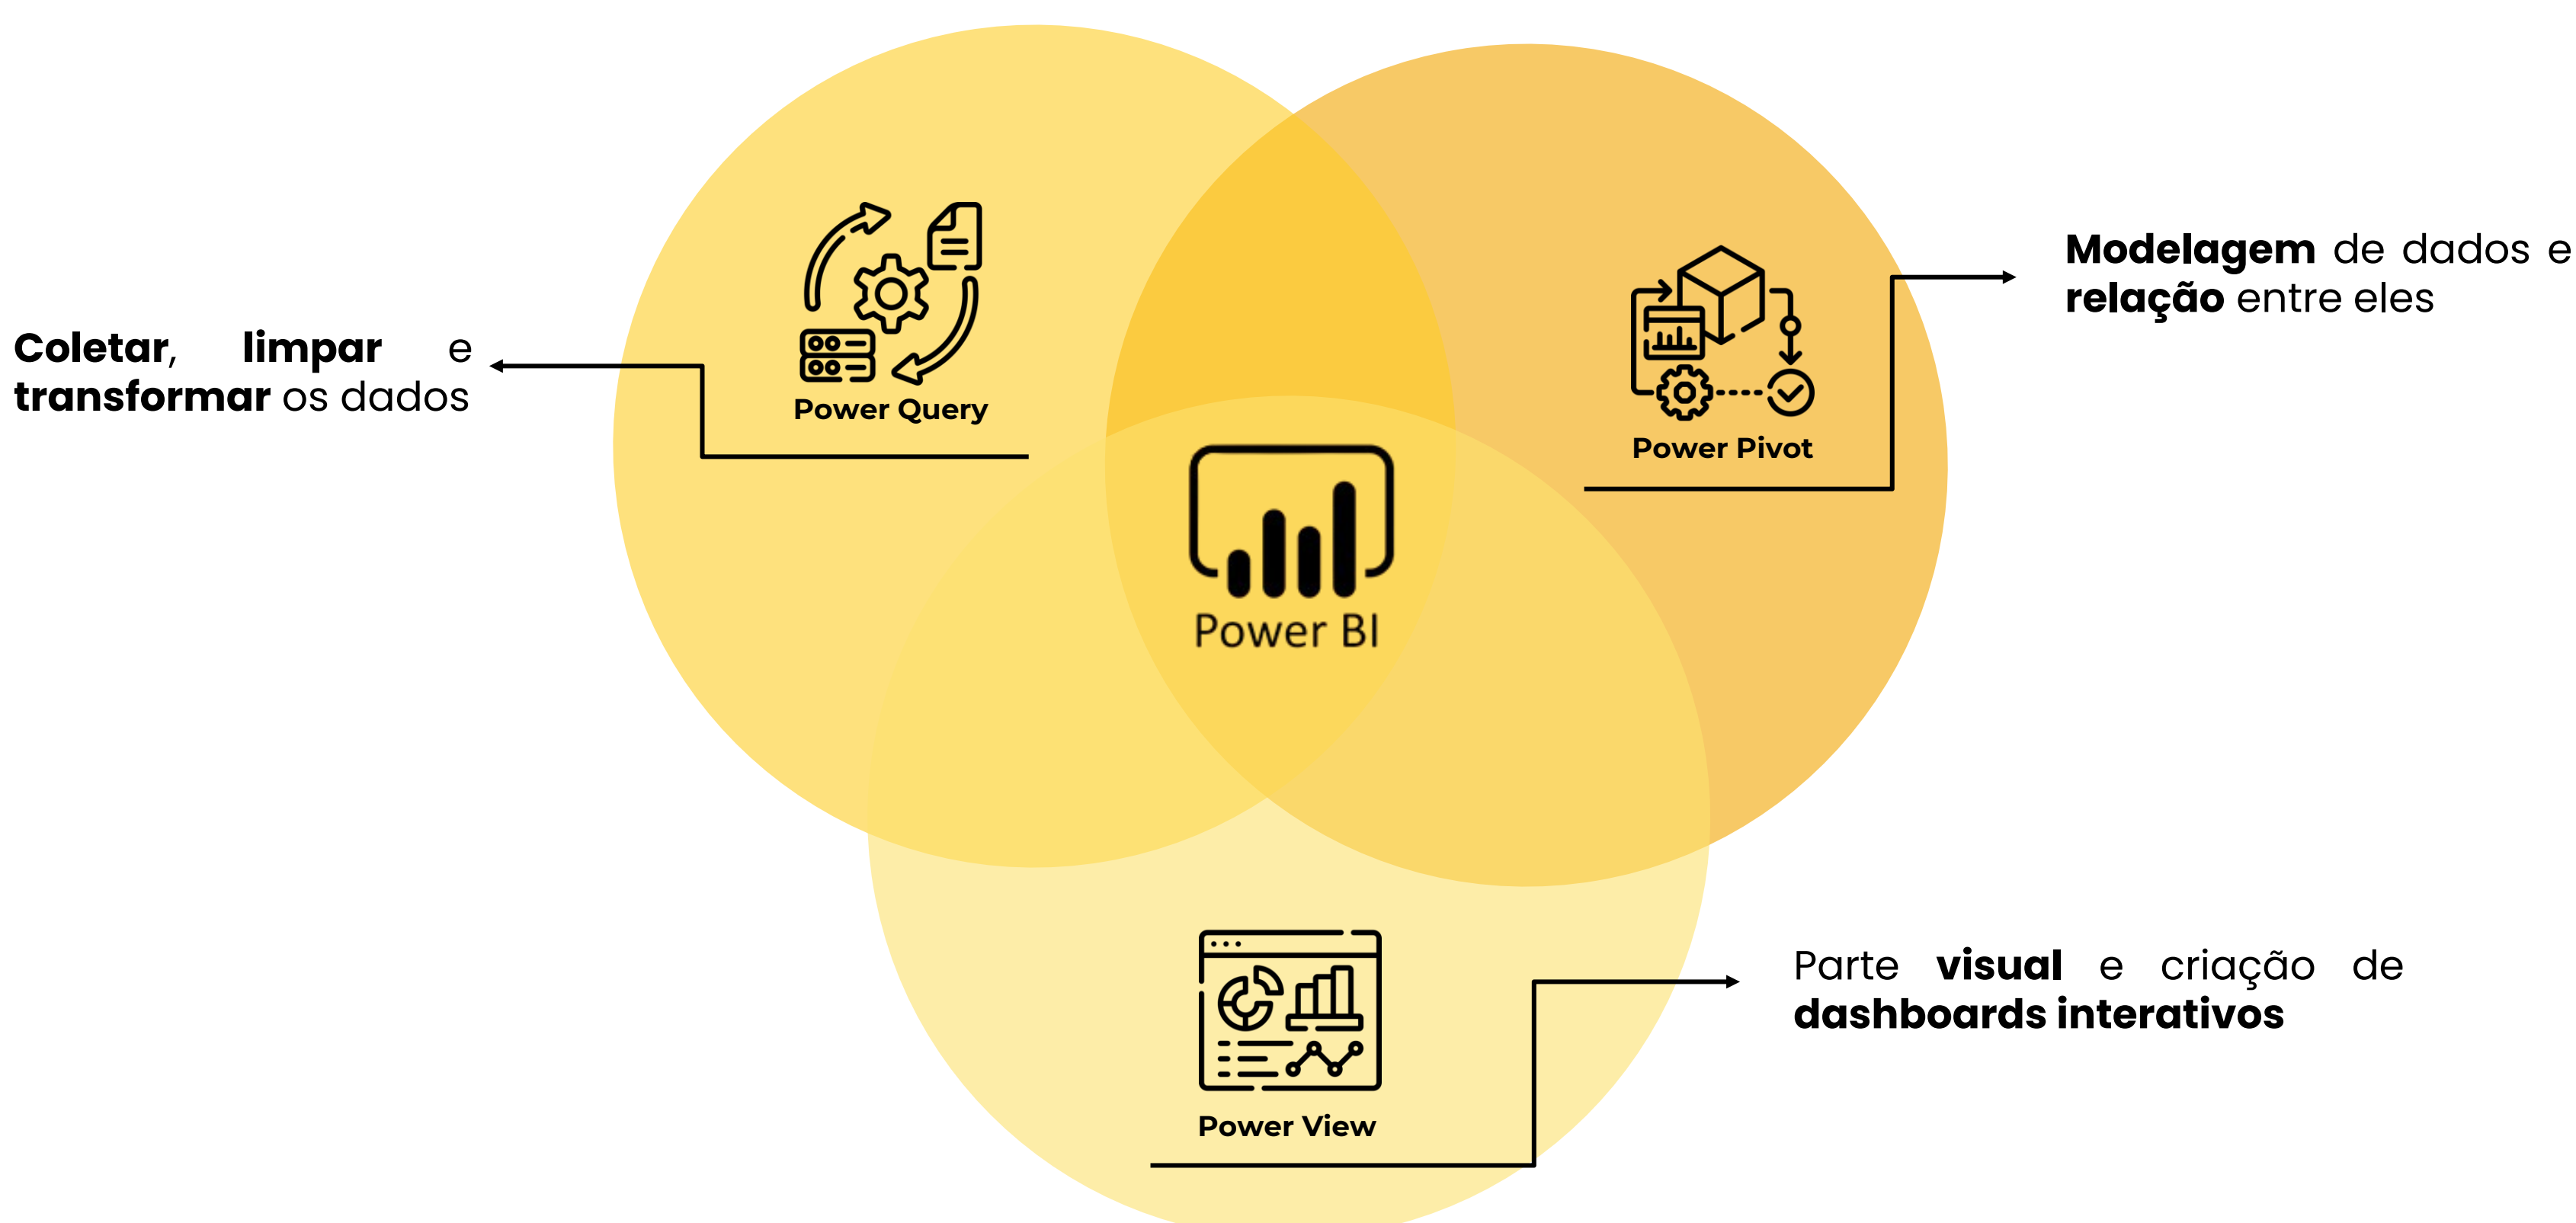 Coletar, limpar e
transformar os dados
Power Query
Power BI
Power Pivot
Modelagem de dados e
relação entre eles
Power View
Parte visual e criação de
dashboards interativos